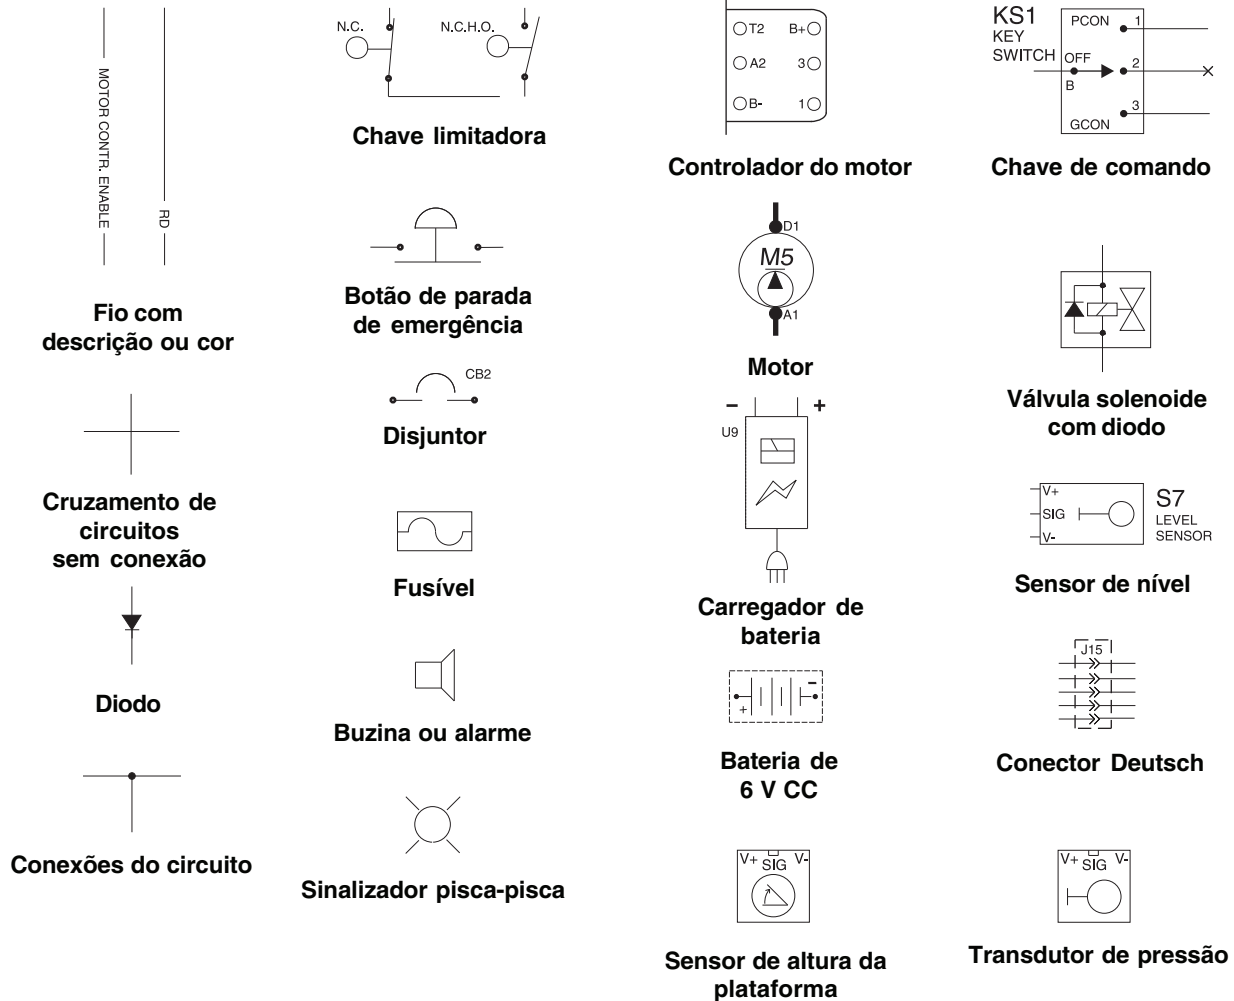 MOTOR CONTR. ENABLE
RD
Fio com
descrição ou cor
Cruzamento de
circuitos
sem conexão
Diodo
Conexões do circuito
N.C.
N.C.H.O.
Chave limitadora
Botão de parada
de emergência
CB2
Disjuntor
Fusível
Buzina ou alarme
Sinalizador pisca-pisca
T2 B+
A2 3
B- 1
Controlador do motor
D1
M5
A1
Motor
– +
U9
Carregador de
bateria
+ –
Bateria de
6 V CC
V+ SIG V-
Sensor de altura da
plataforma
KS1
KEY
SWITCH
PCON 1
OFF 2
B
3
GCON
Chave de comando
Válvula solenoide
com diodo
V+
SIG
V-
S7
LEVEL
SENSOR
Sensor de nível
J15
Conector Deutsch
V+ SIG V-
Transdutor de pressão